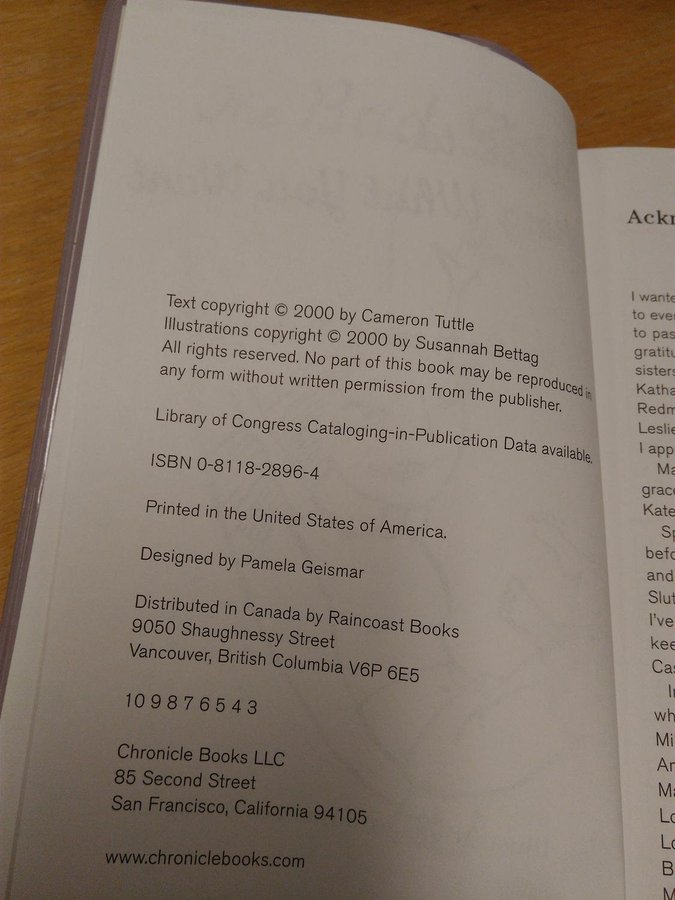 Text copyright © 2000 by Cameron Tuttle
Illustrations copyright © 2000 by Susannah Bettag
All rights reserved. No part of this book may be reproduced in
any form without written permission from the publisher.
Library of Congress Cataloging-in-Publication Data available.
ISBN 0-8118-2896-4
Printed in the United States of America.
Designed by Pamela Geismar
Distributed in Canada by Raincoast Books
9050 Shaughnessy Street
Vancouver, British Columbia V6P 6E5
10 9 8 7 6 5 4 3
Chronicle Books LLC
85 Second Street
San Francisco, California 94105
www.chroniclebooks.com
I
to
to
I